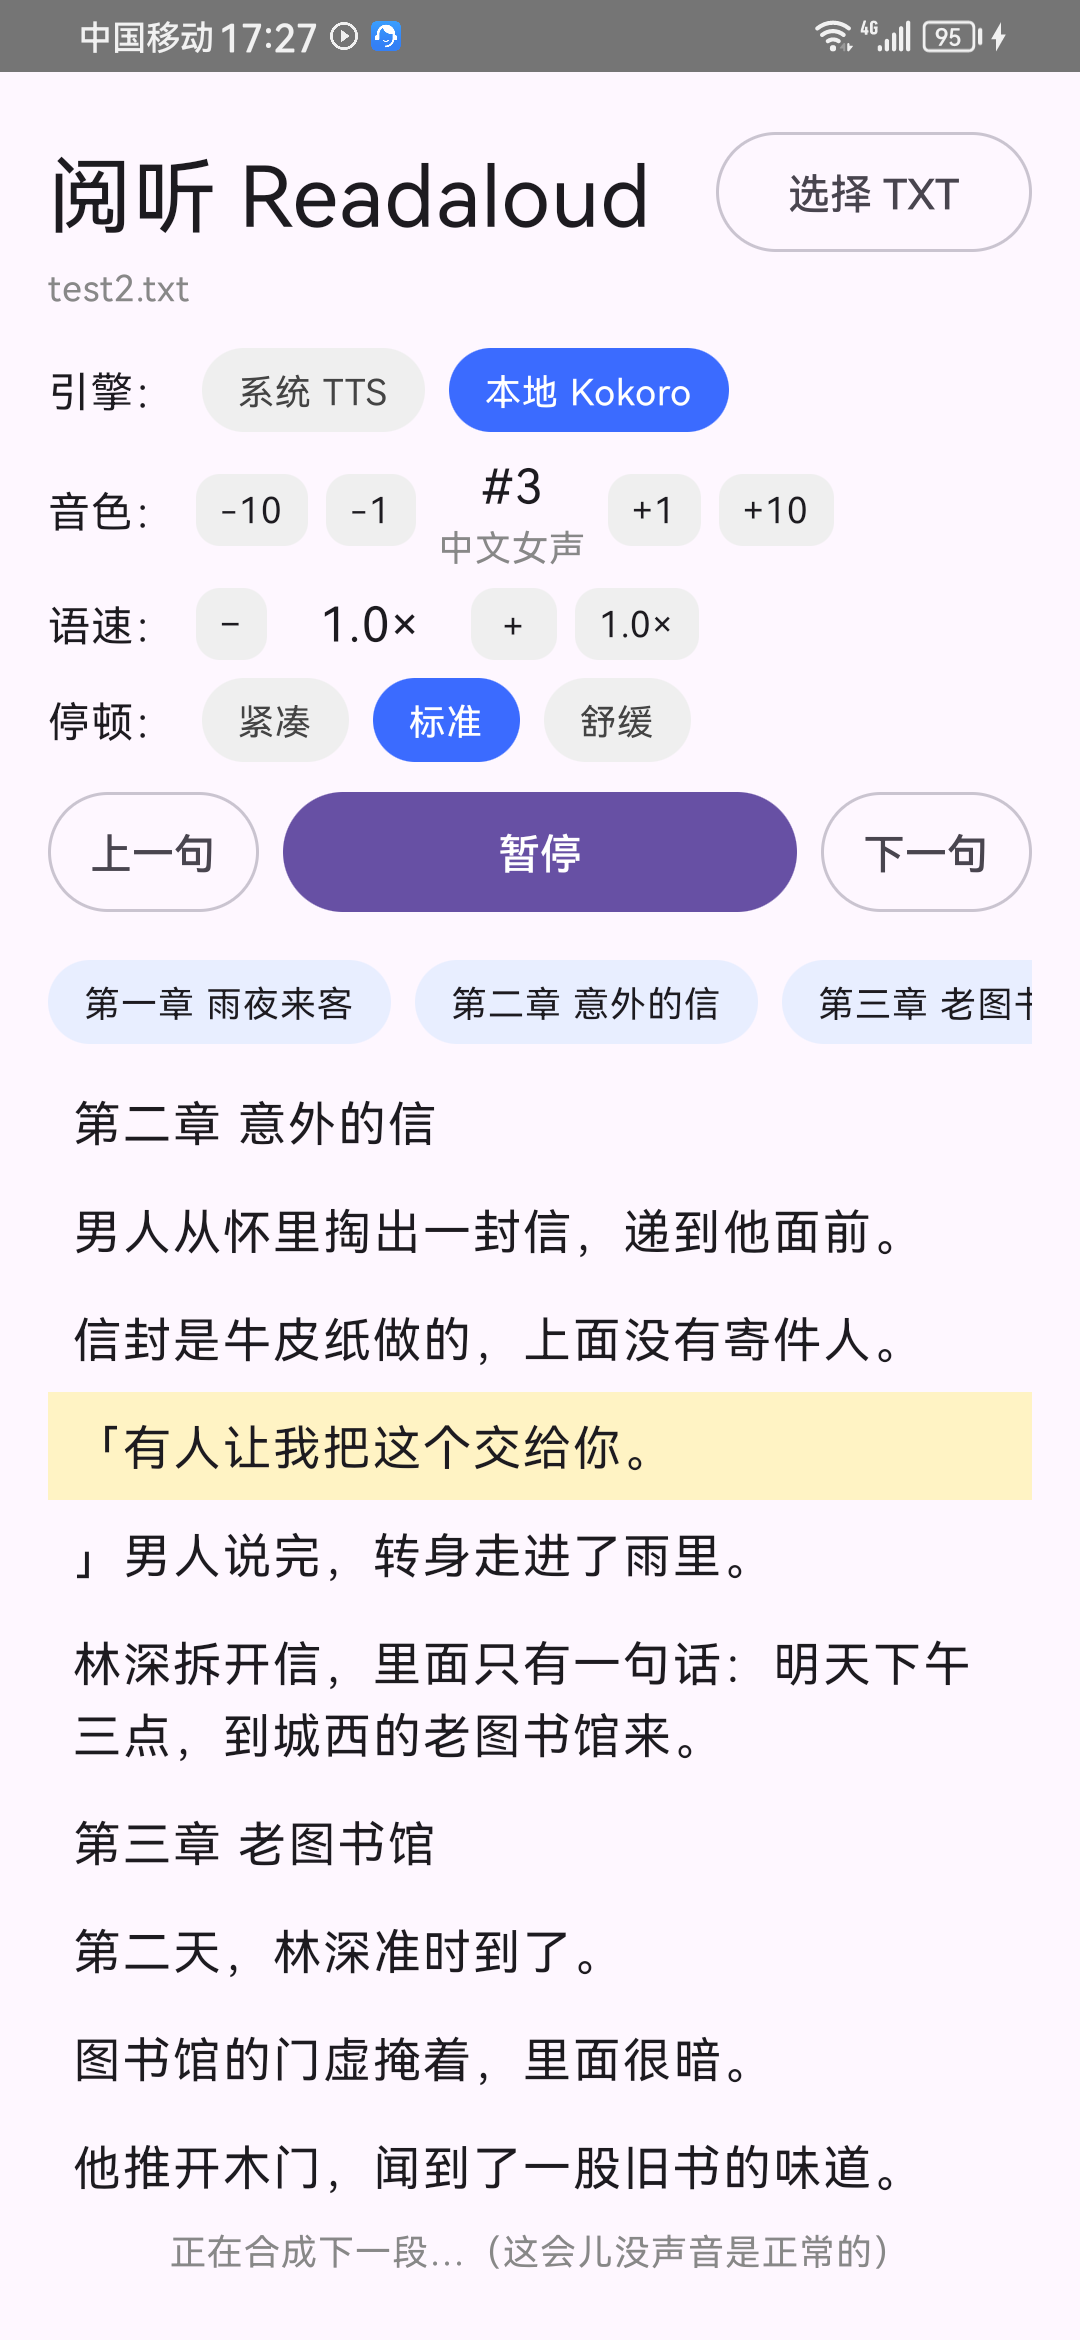 中国移动 17:27 4G 95
阅听 Readaloud 选择 TXT
test2.txt
引擎： 系统 TTS 本地 Kokoro
音色： -10 -1 #3 +1 +10
中文女声
语速： − 1.0× + 1.0×
停顿： 紧凑 标准 舒缓
上一句 暂停 下一句
第一章 雨夜来客 第二章 意外的信 第三章 老图书
第二章 意外的信
男人从怀里掏出一封信，递到他面前。
信封是牛皮纸做的，上面没有寄件人。
「有人让我把这个交给你。
」男人说完，转身走进了雨里。
林深拆开信，里面只有一句话：明天下午
三点，到城西的老图书馆来。
第三章 老图书馆
第二天，林深准时到了。
图书馆的门虚掩着，里面很暗。
他推开木门，闻到了一股旧书的味道。
正在合成下一段…（这会儿没声音是正常的）